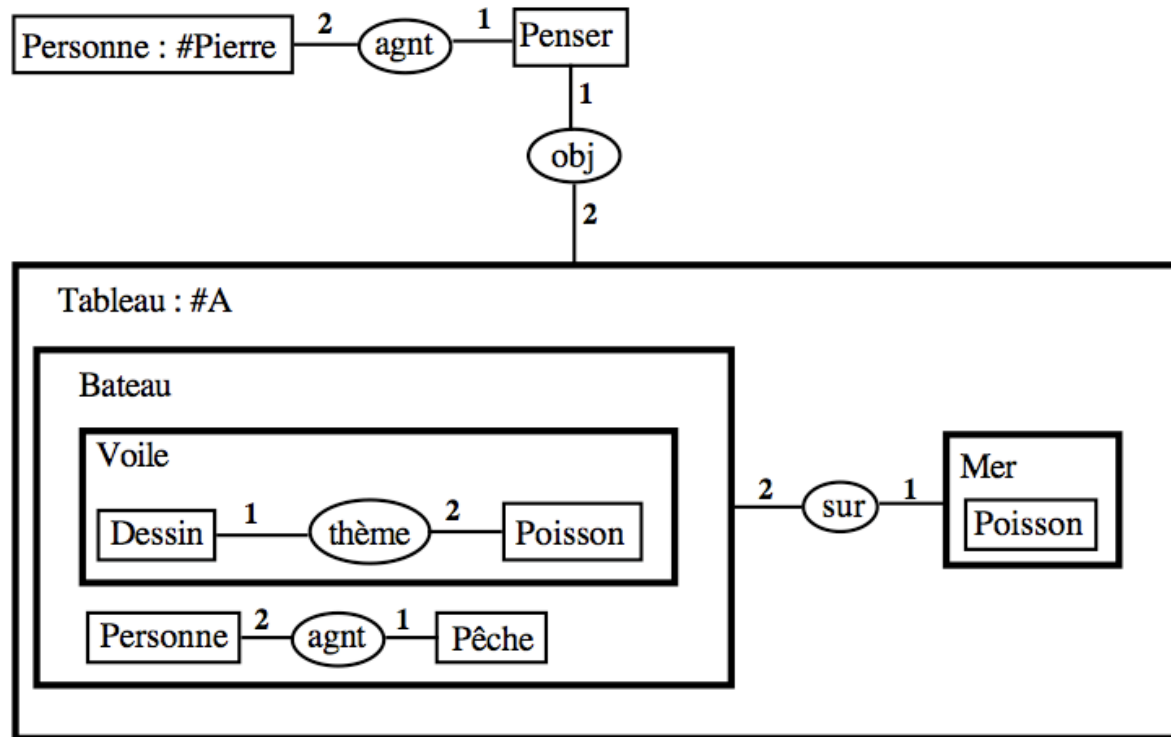 Personne : #Pierre 2 agnt 1 Penser
1
obj
2
Tableau : #A
Bateau
Voile
Dessin 1 thème 2 Poisson
Personne 2 agnt 1 Pêche
2 sur 1
Mer
Poisson